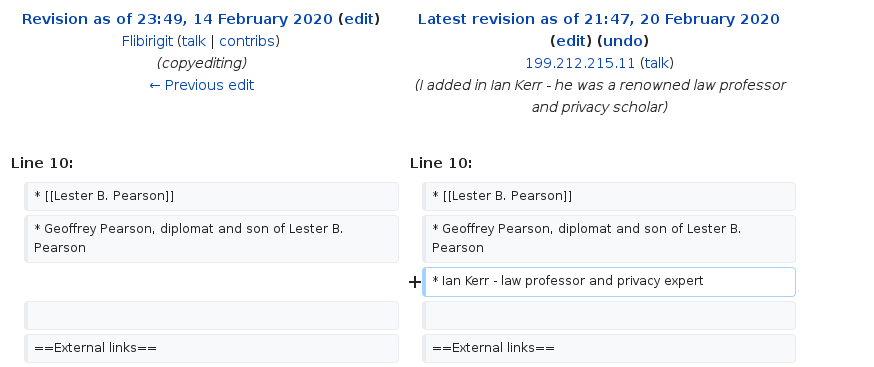 Revision as of 23:49, 14 February 2020 (edit)
Flibirigit (talk | contribs)
(copyediting)
← Previous edit
Latest revision as of 21:47, 20 February 2020
(edit) (undo)
199.212.215.11 (talk)
(I added in Ian Kerr - he was a renowned law professor
and privacy scholar)
Line 10:
Line 10:
* [[Lester B. Pearson]]
* [[Lester B. Pearson]]
* Geoffrey Pearson, diplomat and son of Lester B.
Pearson
* Geoffrey Pearson, diplomat and son of Lester B.
Pearson
+ * Ian Kerr - law professor and privacy expert
==External links==
==External links==